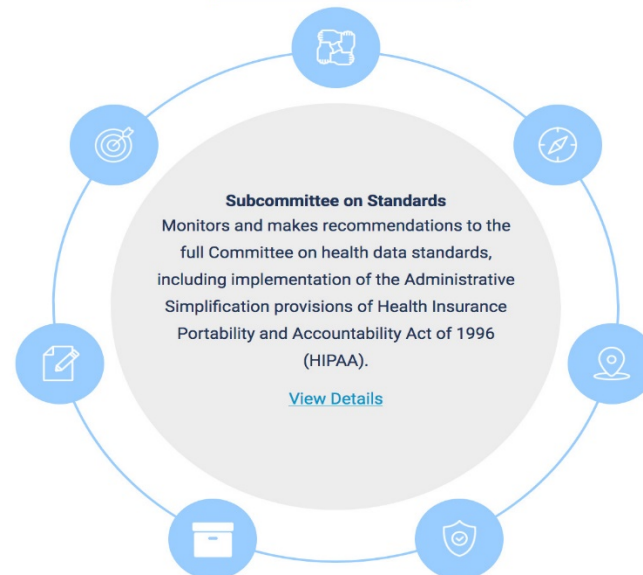 Subcommittee on Standards
Monitors and makes recommendations to the
full Committee on health data standards,
including implementation of the Administrative
Simplification provisions of Health Insurance
Portability and Accountability Act of 1996
(HIPAA).
View Details